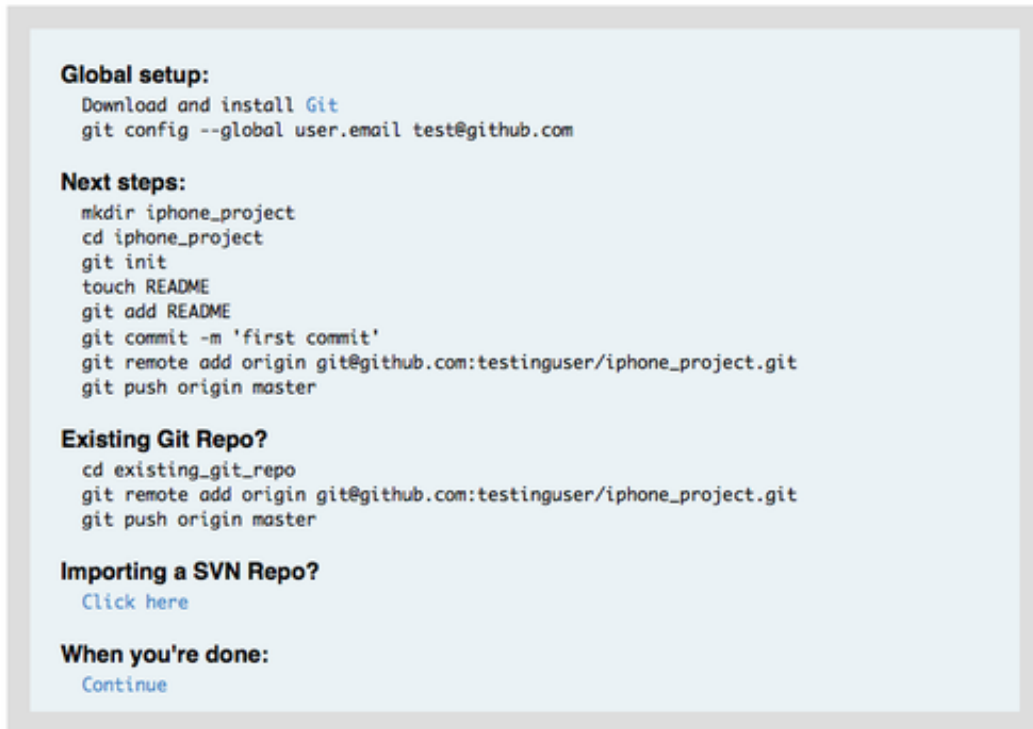 Global setup:
Download and install Git
git config --global user.email test@github.com
Next steps:
mkdir iphone_project
cd iphone_project
git init
touch README
git add README
git commit -m 'first commit'
git remote add origin git@github.com:testinguser/iphone_project.git
git push origin master
Existing Git Repo?
cd existing_git_repo
git remote add origin git@github.com:testinguser/iphone_project.git
git push origin master
Importing a SVN Repo?
Click here
When you're done:
Continue